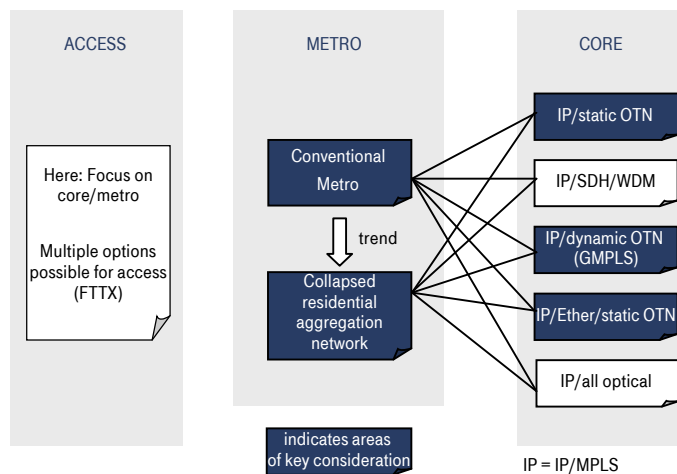 ACCESS
METRO
CORE
Here: Focus on
core/metro
Multiple options
possible for access
(FTTX)
Conventional
Metro
trend
Collapsed
residential
aggregation
network
IP/static OTN
IP/SDH/WDM
IP/dynamic OTN
(GMPLS)
IP/Ether/static OTN
IP/all optical
indicates areas
of key consideration
IP = IP/MPLS